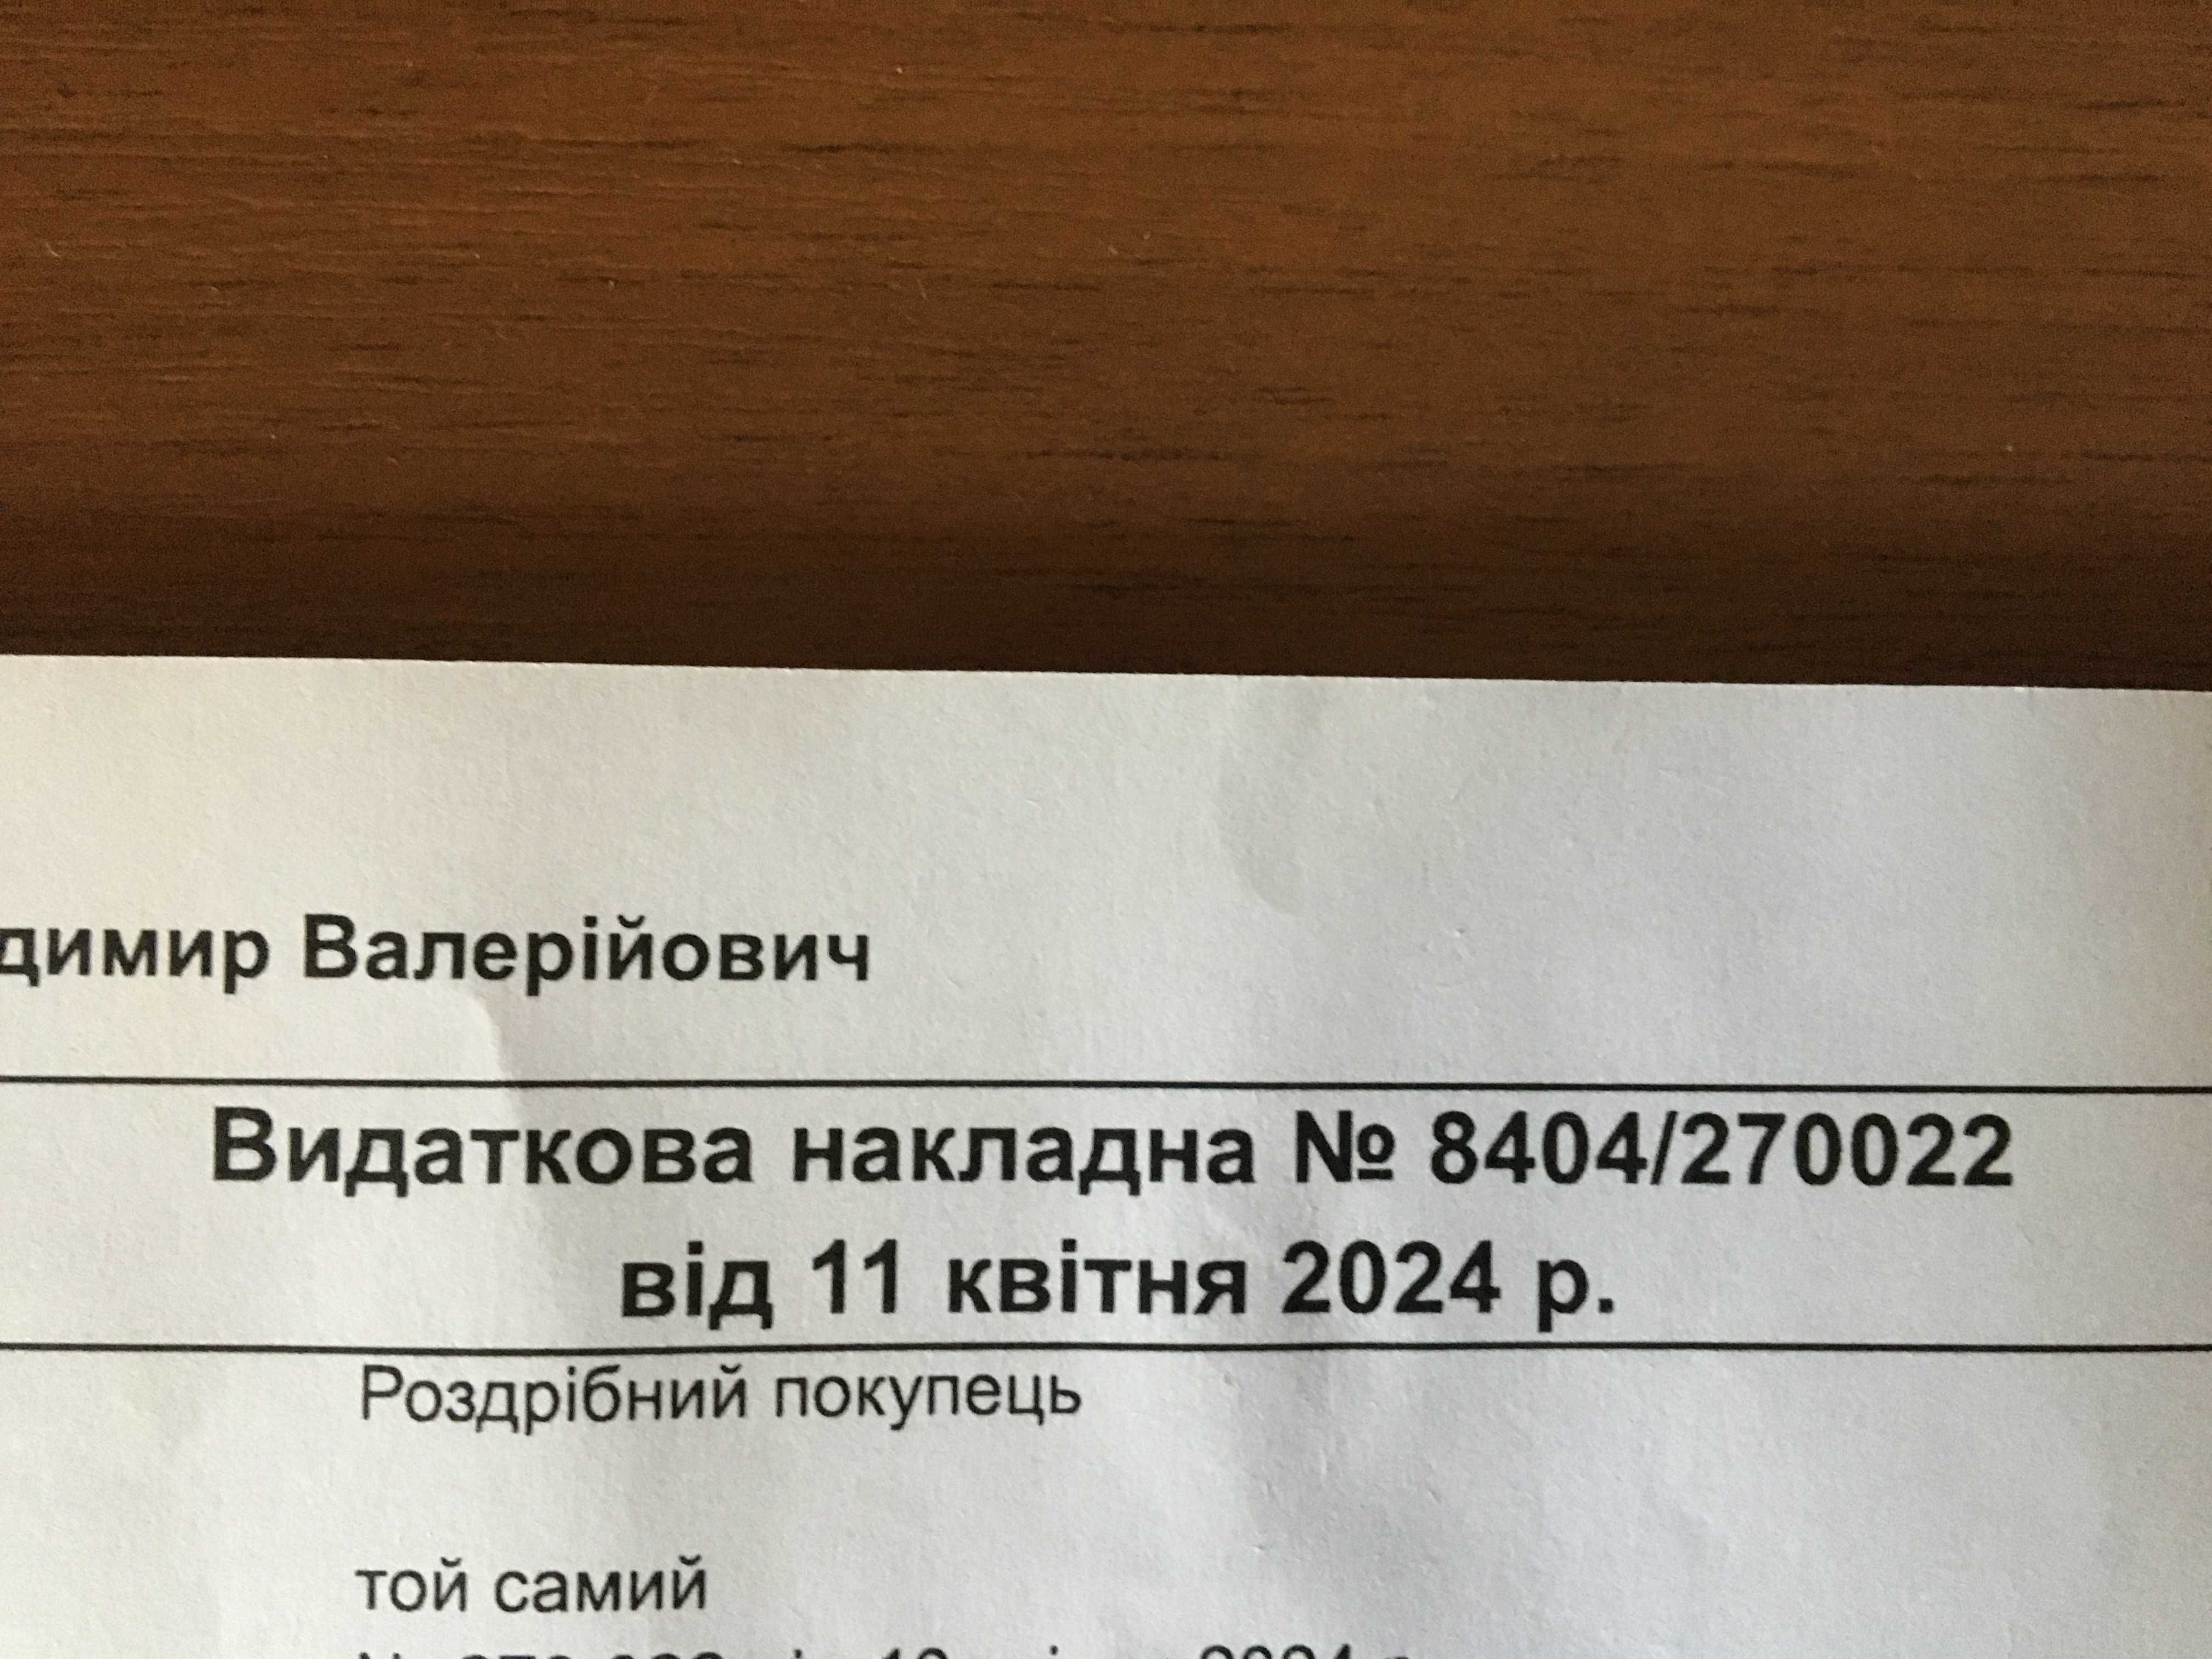 димир Валерійович
Видаткова накладна № 8404/270022
від 11 квітня 2024 р.
Роздрібний покупець
той самий